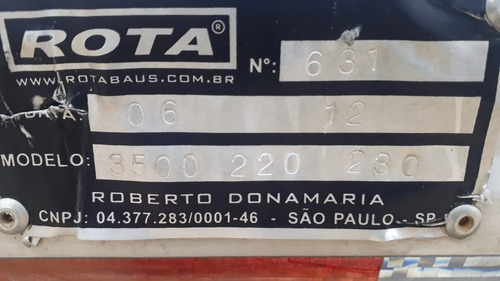 ROTA®
WWW.ROTABAUS.COM.BR
Nº: 631
DATA 06 12
MODELO: 3500 220 230
ROBERTO DONAMARIA
CNPJ: 04.377.283/0001-46 - SÃO PAULO - SP